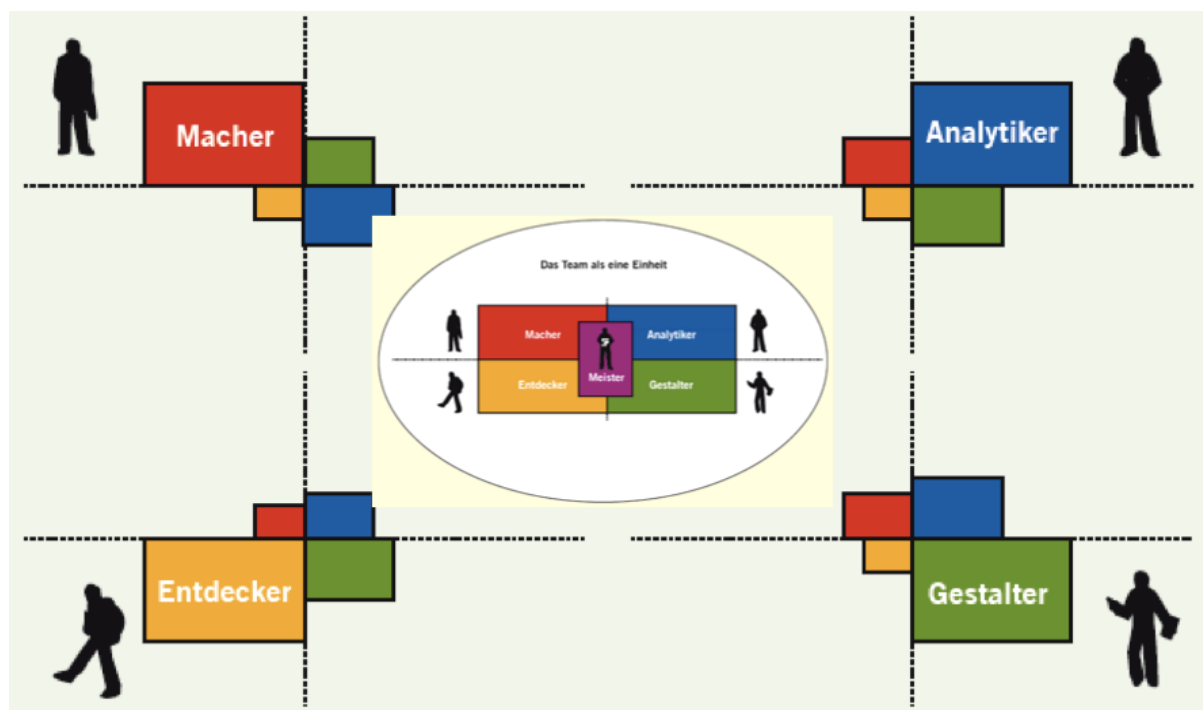 Macher
Analytiker
Das Team als eine Einheit
Macher
Analytiker
Entdecker
Meister
Gestalter
Entdecker
Gestalter